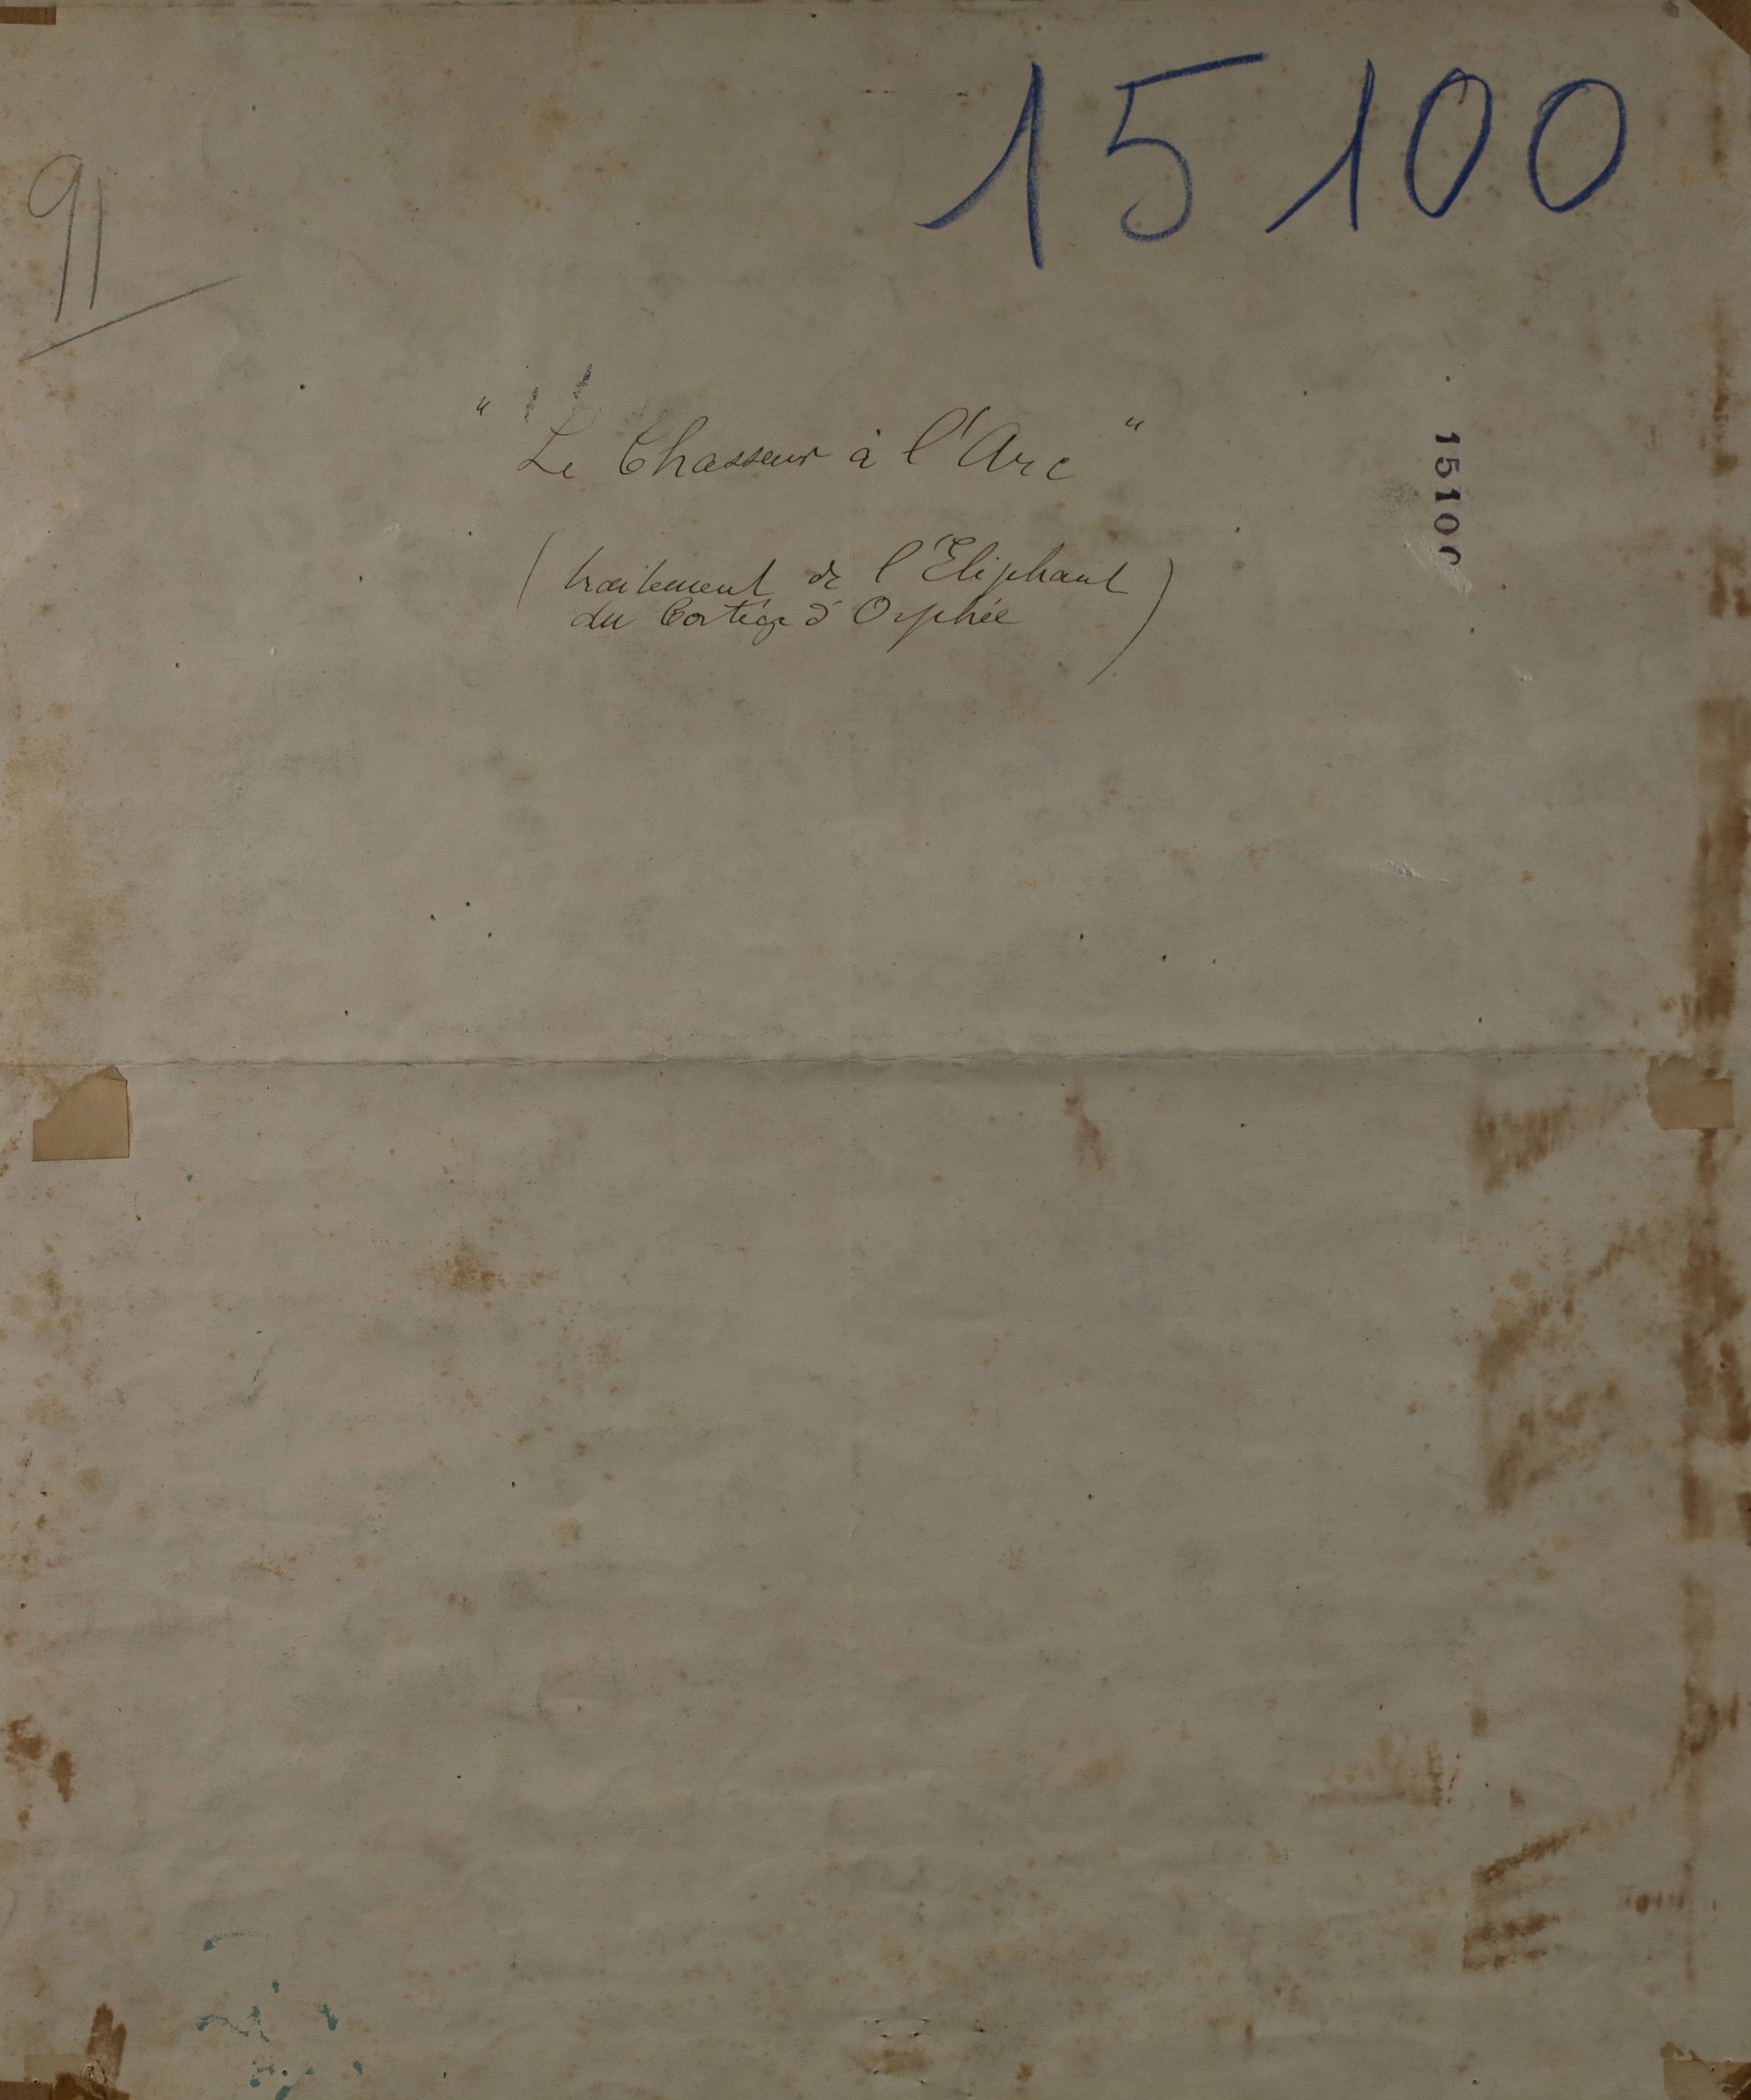 15100
91
" Le Chasseur à l'Arc "
15100
( traitement de l'Eléphant
du Cortège d'Orphée )